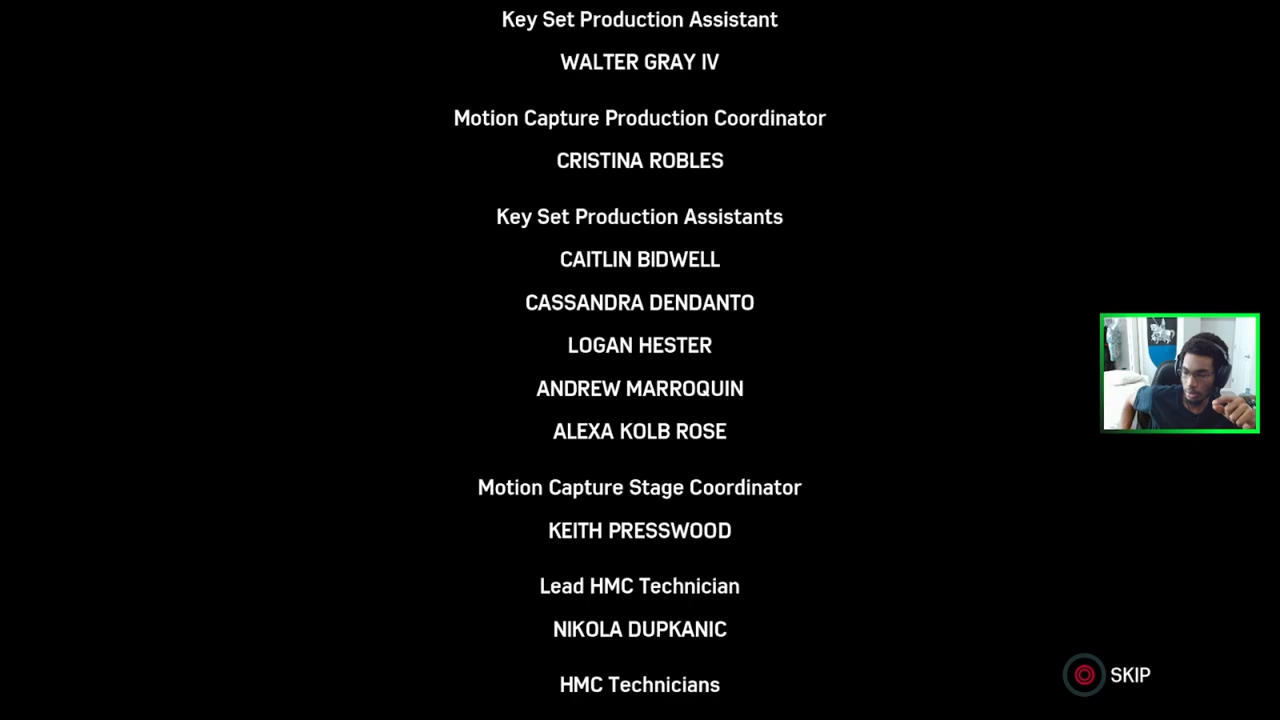 Key Set Production Assistant
WALTER GRAY IV
Motion Capture Production Coordinator
CRISTINA ROBLES
Key Set Production Assistants
CAITLIN BIDWELL
CASSANDRA DENDANTO
LOGAN HESTER
ANDREW MARROQUIN
ALEXA KOLB ROSE
Motion Capture Stage Coordinator
KEITH PRESSWOOD
Lead HMC Technician
NIKOLA DUPKANIC
SKIP
HMC Technicians